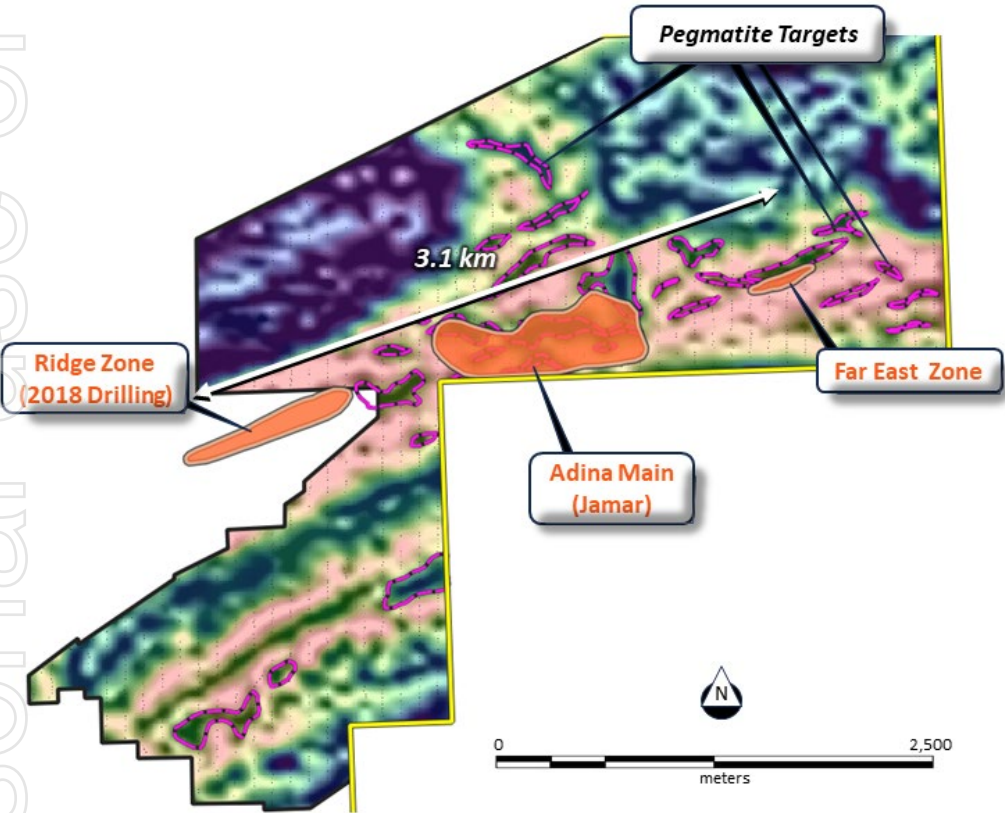 Pegmatite Targets
3.1 km
Ridge Zone
(2018 Drilling)
Far East Zone
Adina Main
(Jamar)
N
0 2,500
meters